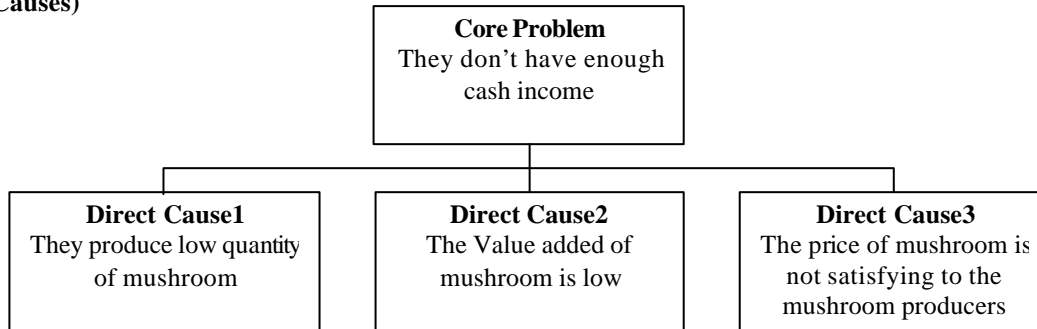 Causes)
Core Problem
They don’t have enough
cash income
Direct Cause1
They produce low quantity
of mushroom
Direct Cause2
The Value added of
mushroom is low
Direct Cause3
The price of mushroom is
not satisfying to the
mushroom producers